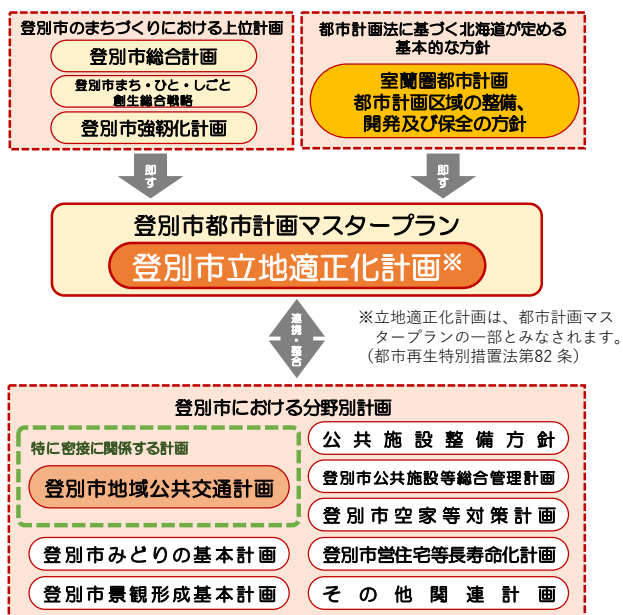 登別市のまちづくりにおける上位計画
登別市総合計画
登別市まち・ひと・しごと
創生総合戦略
登別市強靱化計画
都市計画法に基づく北海道が定める
基本的な方針
室蘭圏都市計画
都市計画区域の整備、
開発及び保全の方針
即す
即す
登別市都市計画マスタープラン
登別市立地適正化計画※
連携・整合
※立地適正化計画は、都市計画マス
タープランの一部とみなされます。
（都市再生特別措置法第82 条）
登別市における分野別計画
特に密接に関係する計画
登別市地域公共交通計画
登別市みどりの基本計画
登別市景観形成基本計画
公共施設整備方針
登別市公共施設等総合管理計画
登別市空家等対策計画
登別市営住宅等長寿命化計画
その他関連計画